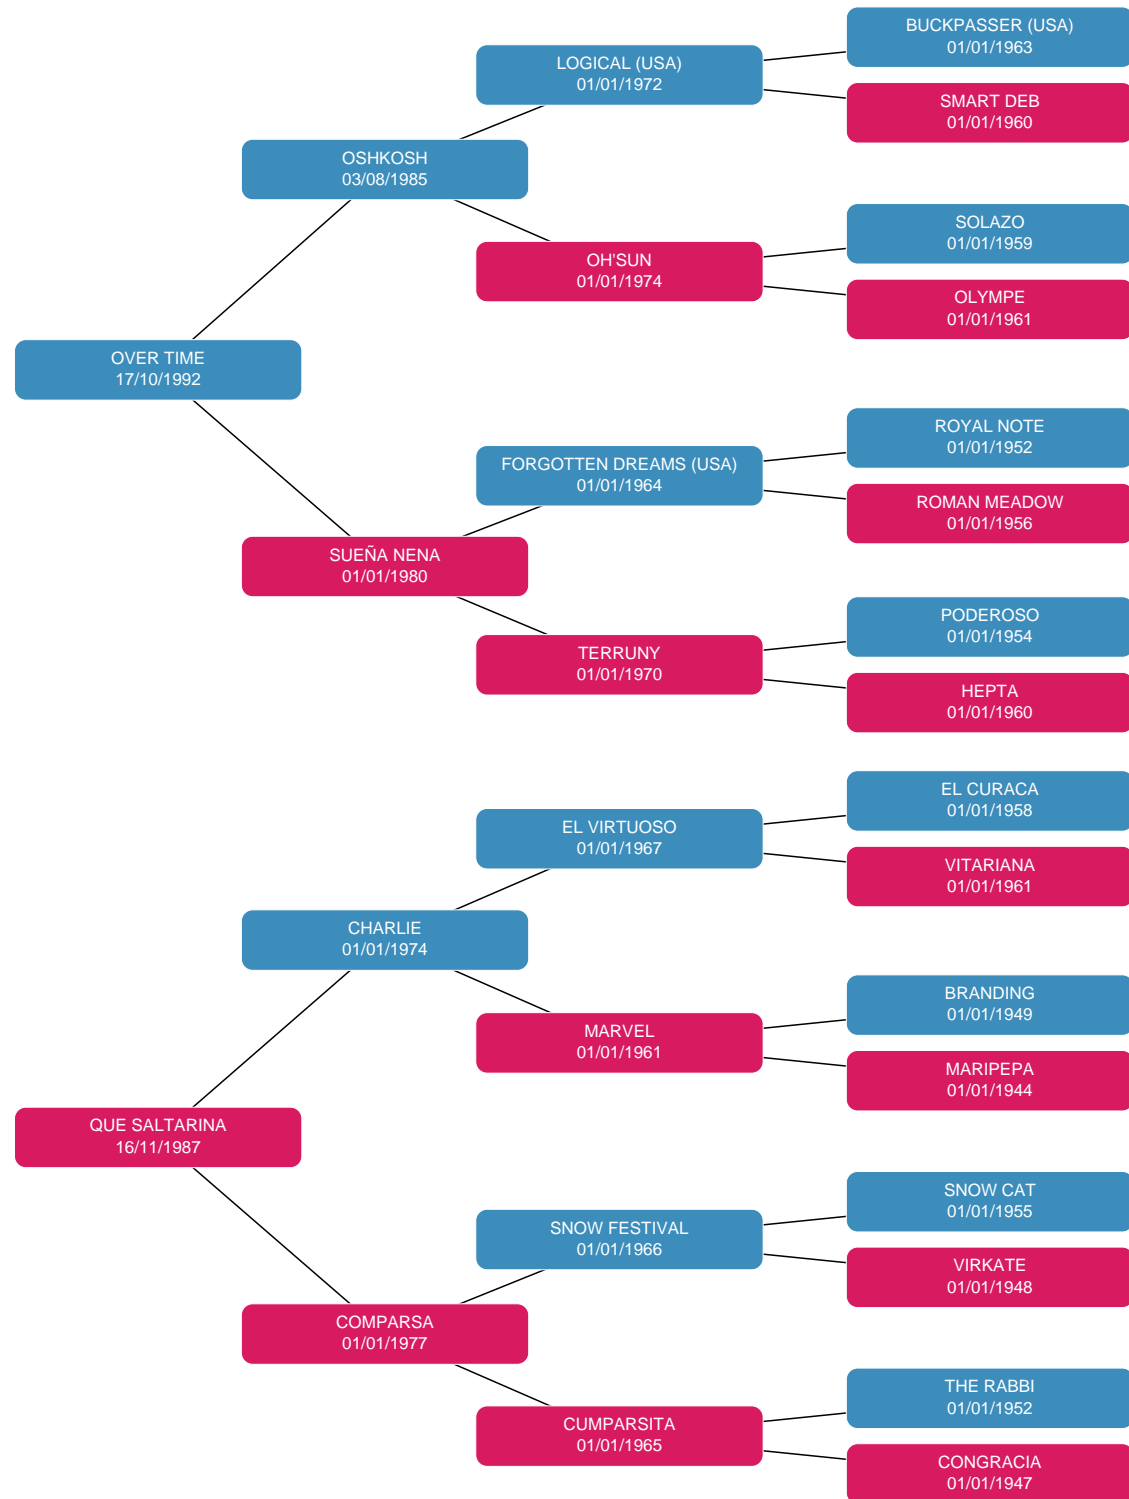 BUCKPASSER (USA)
01/01/1963
LOGICAL (USA)
01/01/1972
SMART DEB
01/01/1960
OSHKOSH
03/08/1985
SOLAZO
01/01/1959
OH'SUN
01/01/1974
OLYMPE
01/01/1961
OVER TIME
17/10/1992
ROYAL NOTE
01/01/1952
FORGOTTEN DREAMS (USA)
01/01/1964
ROMAN MEADOW
01/01/1956
SUEÑA NENA
01/01/1980
PODEROSO
01/01/1954
TERRUNY
01/01/1970
HEPTA
01/01/1960
EL CURACA
01/01/1958
EL VIRTUOSO
01/01/1967
VITARIANA
01/01/1961
CHARLIE
01/01/1974
BRANDING
01/01/1949
MARVEL
01/01/1961
MARIPEPA
01/01/1944
QUE SALTARINA
16/11/1987
SNOW CAT
01/01/1955
SNOW FESTIVAL
01/01/1966
VIRKATE
01/01/1948
COMPARSA
01/01/1977
THE RABBI
01/01/1952
CUMPARSITA
01/01/1965
CONGRACIA
01/01/1947